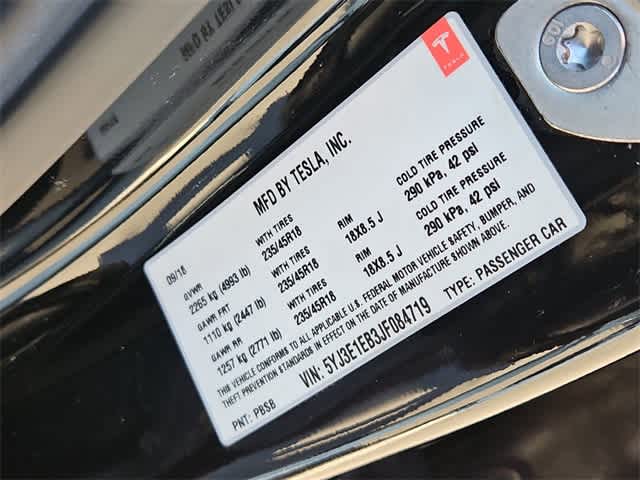 TESLA
MFD BY TESLA, INC.
09/18
GVWR WITH TIRES RIM COLD TIRE PRESSURE
2265 kg (4993 lb) 235/45R18 18X8.5 J 290 kPa, 42 psi
GAWR FRT WITH TIRES RIM COLD TIRE PRESSURE
1110 kg (2447 lb) 235/45R18 18X8.5 J 290 kPa, 42 psi
GAWR RR WITH TIRES
1257 kg (2771 lb) 235/45R18
THIS VEHICLE CONFORMS TO ALL APPLICABLE U.S. FEDERAL MOTOR VEHICLE SAFETY, BUMPER, AND
THEFT PREVENTION STANDARDS IN EFFECT ON THE DATE OF MANUFACTURE SHOWN ABOVE.
VIN: 5YJ3E1EB3JF084719 TYPE: PASSENGER CAR
PNT: PBSB